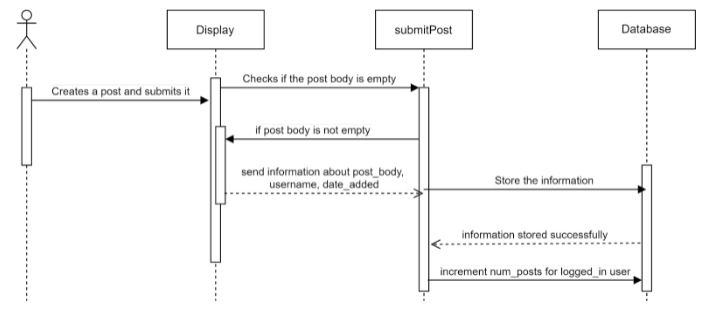 Display
submitPost
Database
Checks if the post body is empty
Creates a post and submits it
if post body is not empty
send information about post_body,
username, date_added
Store the information
information stored successfully
increment num_posts for logged_in user